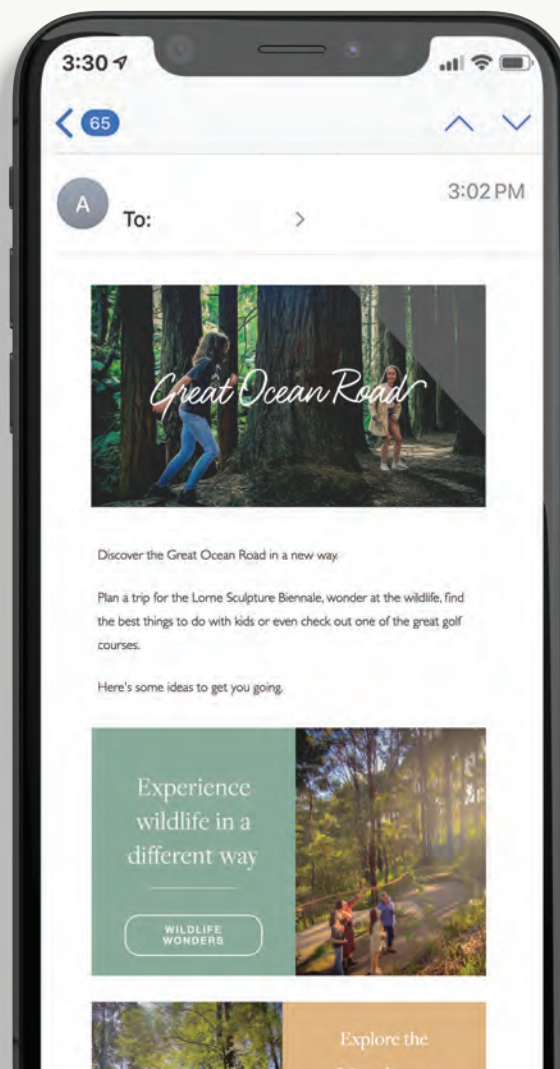 3:30
65
3:02 PM
A
To:
Great Ocean Road
Discover the Great Ocean Road in a new way.
Plan a trip for the Lorne Sculpture Biennale, wonder at the wildlife, find
the best things to do with kids or even check out one of the great golf
courses.
Here's some ideas to get you going.
Experience
wildlife in a
different way
WILDLIFE
WONDERS
Explore the